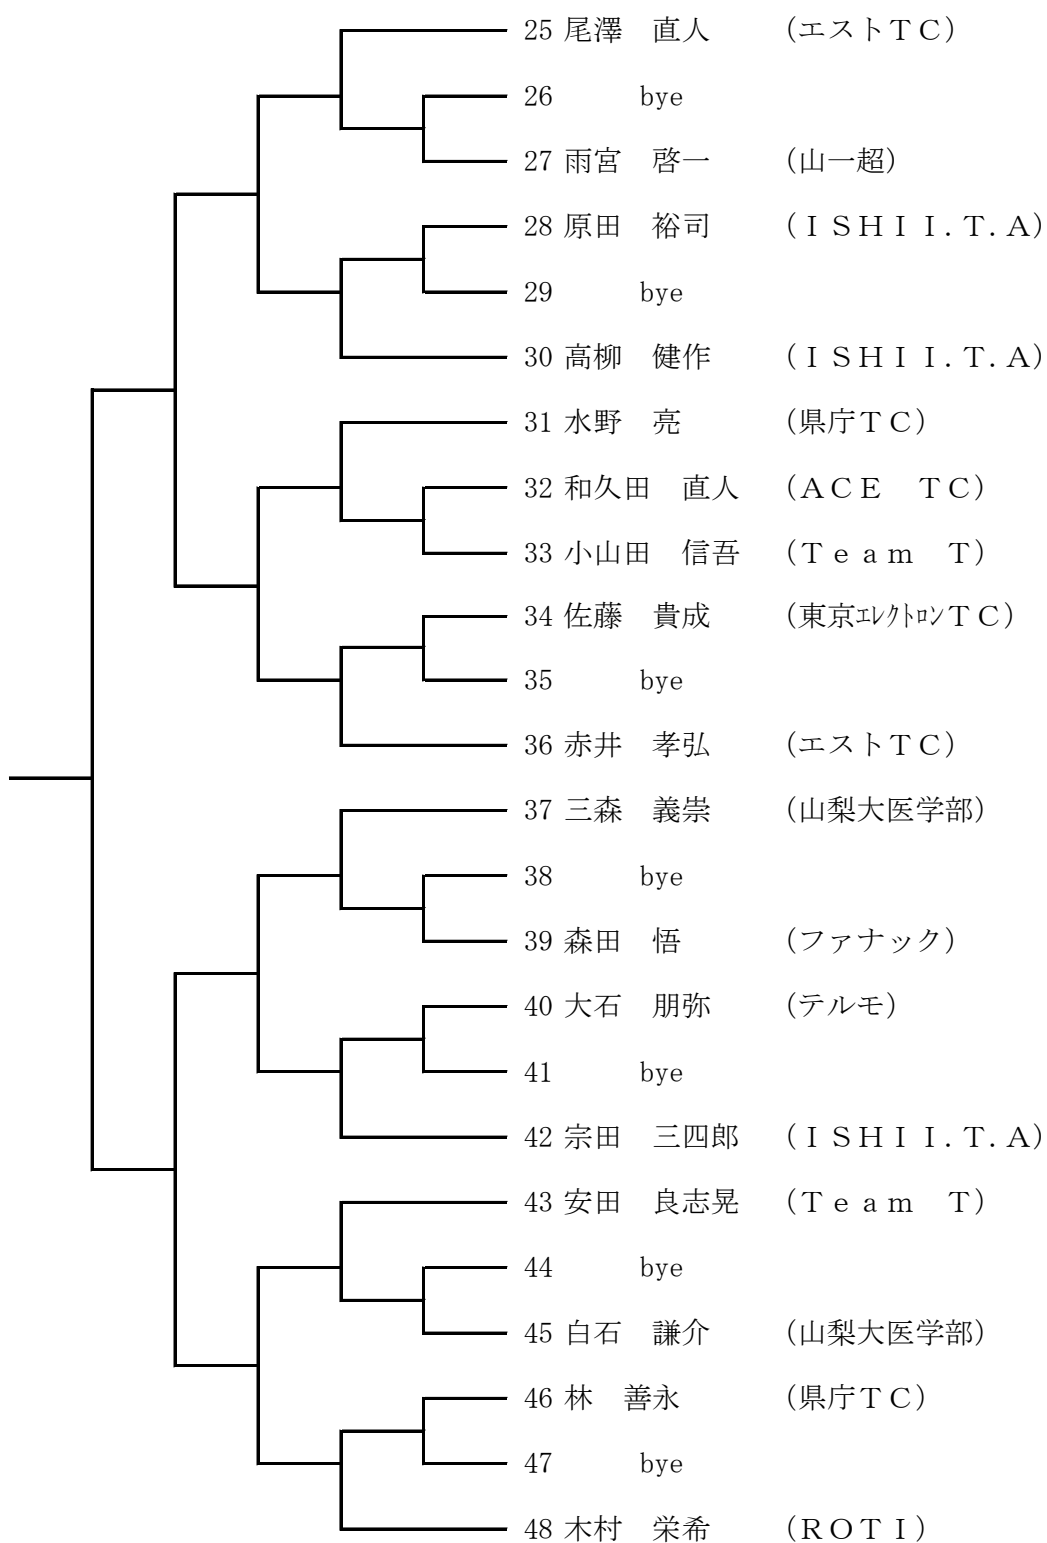 25 尾澤　直人　（エストＴＣ）
26 bye
27 雨宮　啓一　（山一超）
28 原田　裕司　（ＩＳＨＩＩ.Ｔ.Ａ）
29 bye
30 高柳　健作　（ＩＳＨＩＩ.Ｔ.Ａ）
31 水野　亮　（県庁ＴＣ）
32 和久田　直人　（ＡＣＥ　ＴＣ）
33 小山田　信吾　（Ｔｅａｍ　Ｔ）
34 佐藤　貴成　（東京ｴﾚｸﾄﾛﾝＴＣ）
35 bye
36 赤井　孝弘　（エストＴＣ）
37 三森　義崇　（山梨大医学部）
38 bye
39 森田　悟　（ファナック）
40 大石　朋弥　（テルモ）
41 bye
42 宗田　三四郎　（ＩＳＨＩＩ.Ｔ.Ａ）
43 安田　良志晃　（Ｔｅａｍ　Ｔ）
44 bye
45 白石　謙介　（山梨大医学部）
46 林　善永　（県庁ＴＣ）
47 bye
48 木村　栄希　（ＲＯＴＩ）